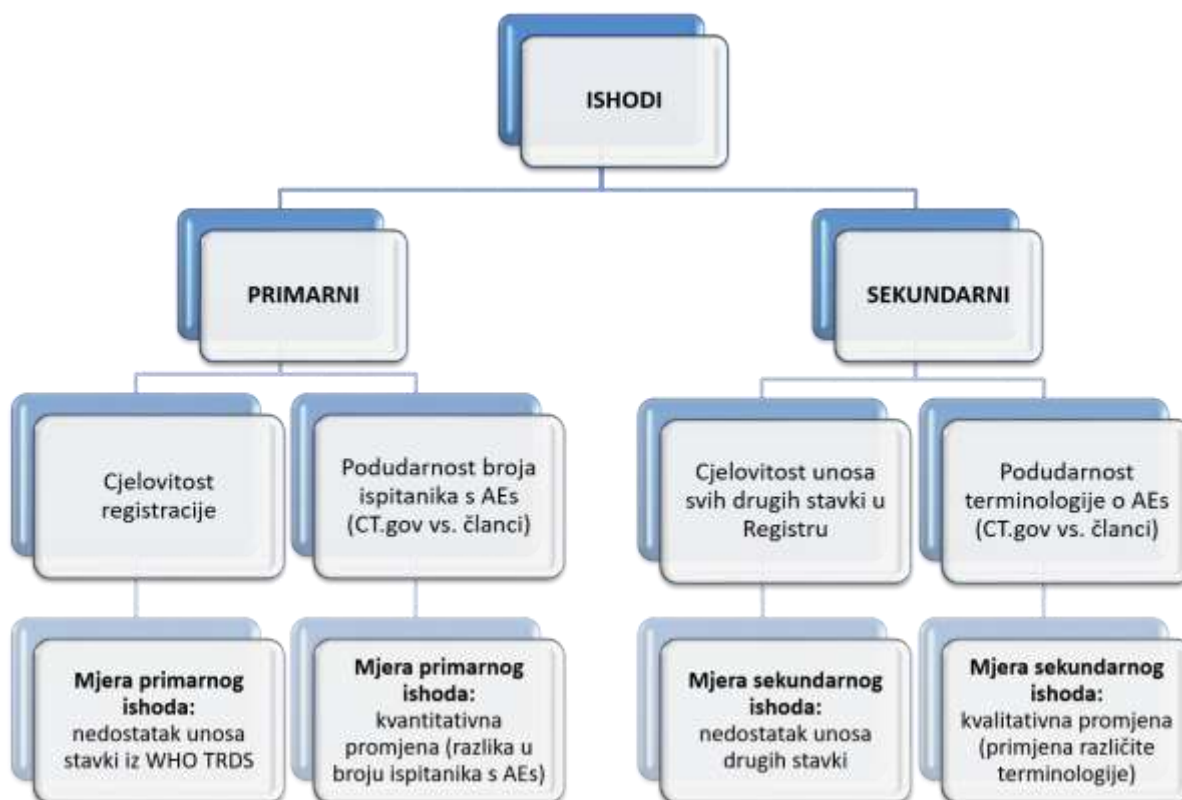 ISHODI
PRIMARNI
SEKUNDARNI
Cjelovitost
registracije
Podudarnost broja
ispitanika s AEs
(CT.gov vs. članci)
Cjelovitost unosa
svih drugih stavki u
Registru
Podudarnost
terminologije o AEs
(CT.gov vs. članci)
Mjera primarnog
ishoda:
nedostatak unosa
stavki iz WHO TRDS
Mjera primarnog
ishoda:
kvantitativna
promjena (razlika u
broju ispitanika s AEs)
Mjera sekundarnog
ishoda:
nedostatak unosa
drugih stavki
Mjera sekundarnog
ishoda:
kvalitativna promjena
(primjena različite
terminologije)